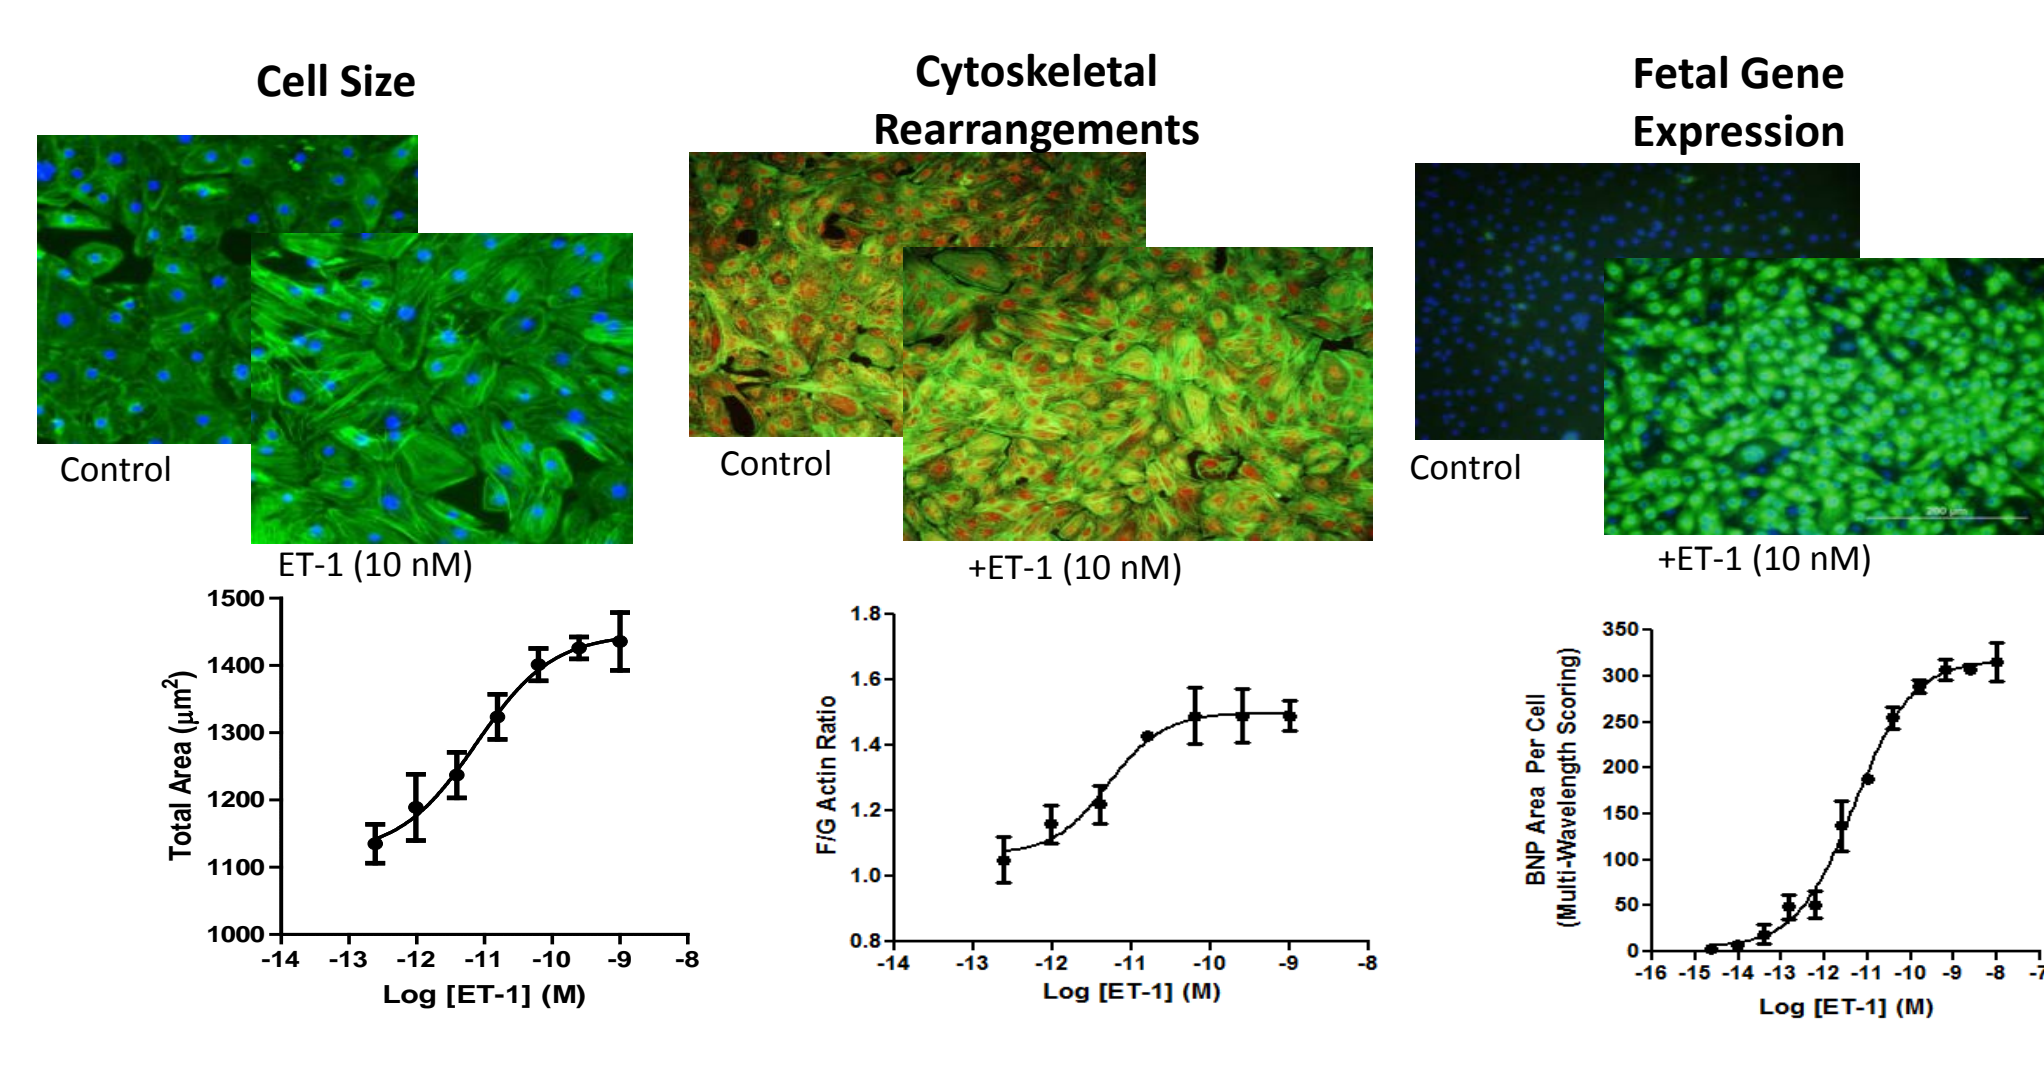 Cell Size
Control
ET-1 (10 nM)
1500
1400
1300
1200
1100
1000
Total Area (μm²)
-14 -13 -12 -11 -10 -9 -8
Log [ET-1] (M)
Cytoskeletal
Rearrangements
Control
+ET-1 (10 nM)
1.8
1.6
1.4
1.2
1.0
0.8
F/G Actin Ratio
-14 -13 -12 -11 -10 -9 -8
Log [ET-1] (M)
Fetal Gene
Expression
Control
200 μm
+ET-1 (10 nM)
350
300
250
200
150
100
50
0
BNP Area Per Cell
(Multi-Wavelength Scoring)
-16 -15 -14 -13 -12 -11 -10 -9 -8 -7
Log [ET-1] (M)